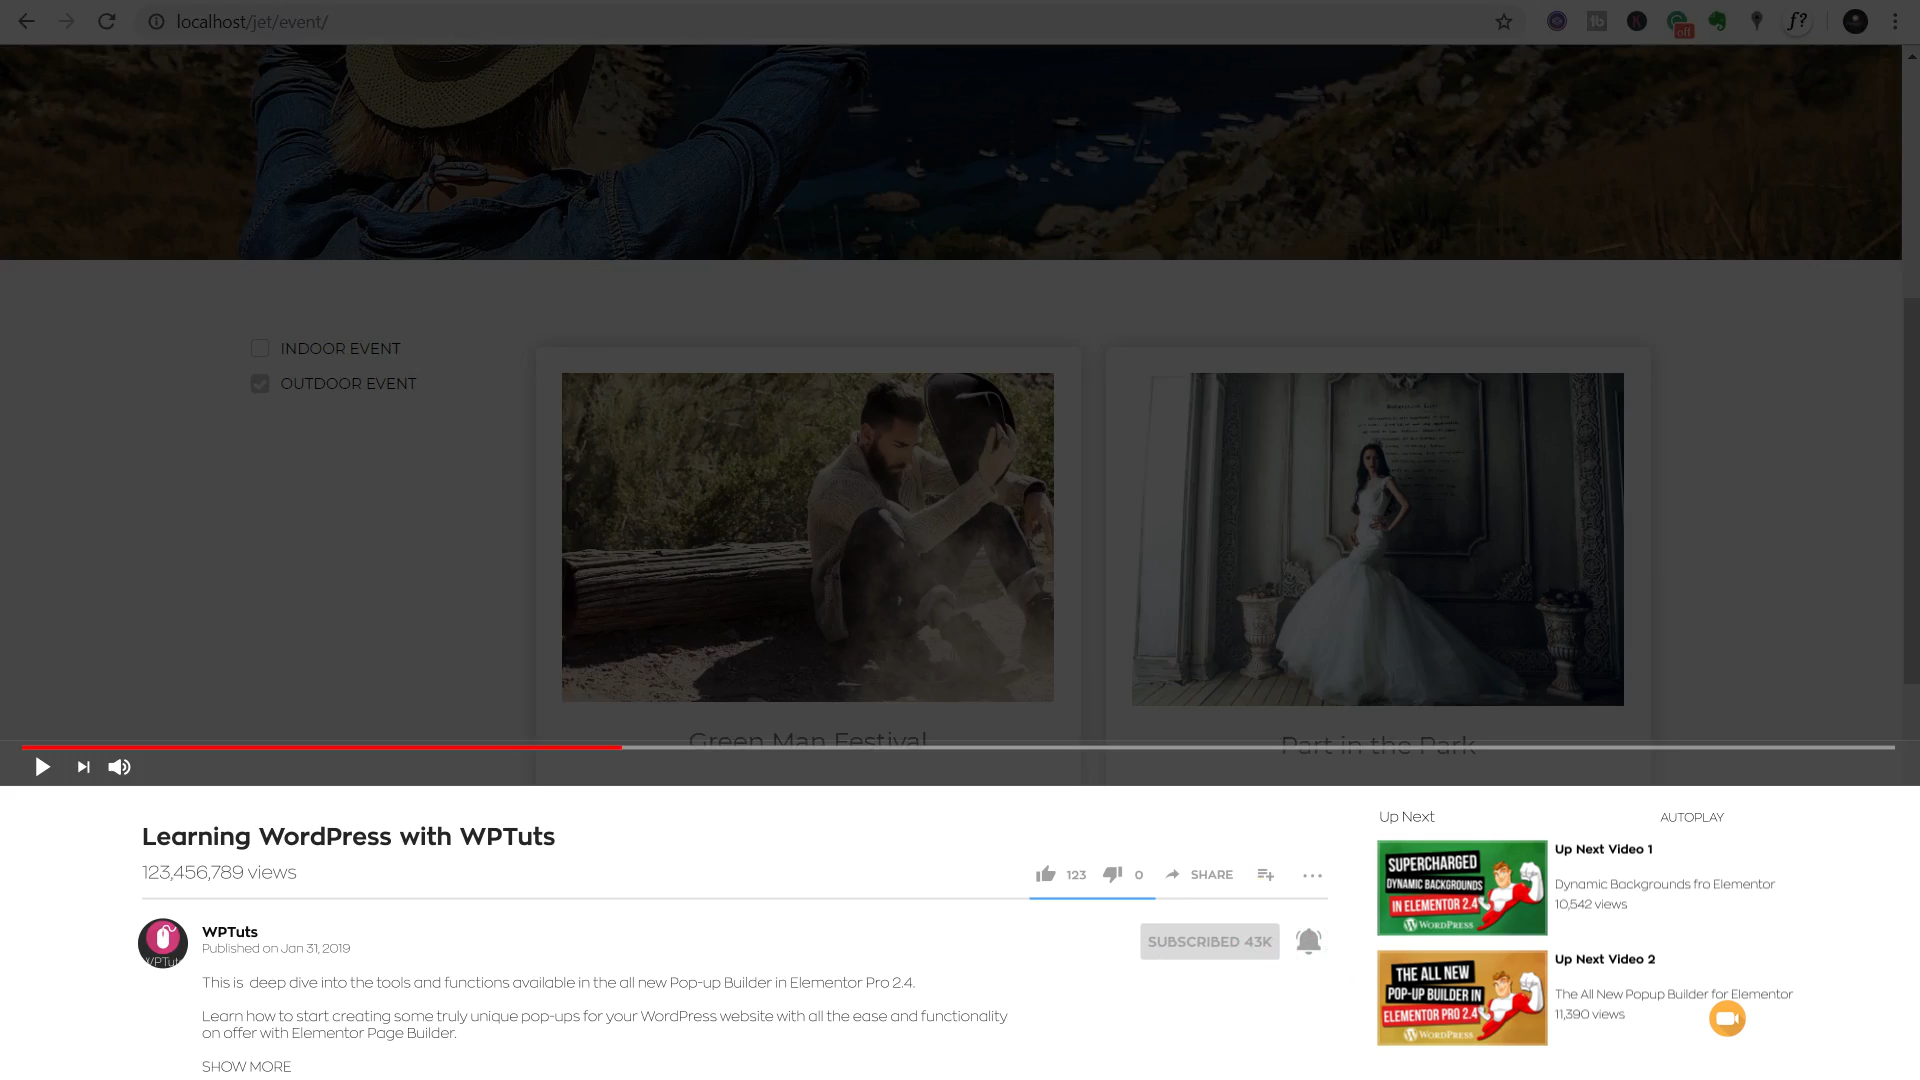 localhost/jet/event/
off
f?
INDOOR EVENT
OUTDOOR EVENT
Green Man Festival
Part in the Park
Learning WordPress with WPTuts
123,456,789 views
123
0
SHARE
WPTuts
Published on Jan 31, 2019
SUBSCRIBED 43K
This is deep dive into the tools and functions available in the all new Pop-up Builder in Elementor Pro 2.4.
Learn how to start creating some truly unique pop-ups for your WordPress website with all the ease and functionality
on offer with Elementor Page Builder.
SHOW MORE
Up Next
AUTOPLAY
SUPERCHARGED
DYNAMIC BACKGROUNDS
IN ELEMENTOR 2.4
WORDPRESS
Up Next Video 1
Dynamic Backgrounds fro Elementor
10,542 views
THE ALL NEW
POP-UP BUILDER IN
ELEMENTOR PRO 2.4
WORDPRESS
Up Next Video 2
The All New Popup Builder for Elementor
11,390 views